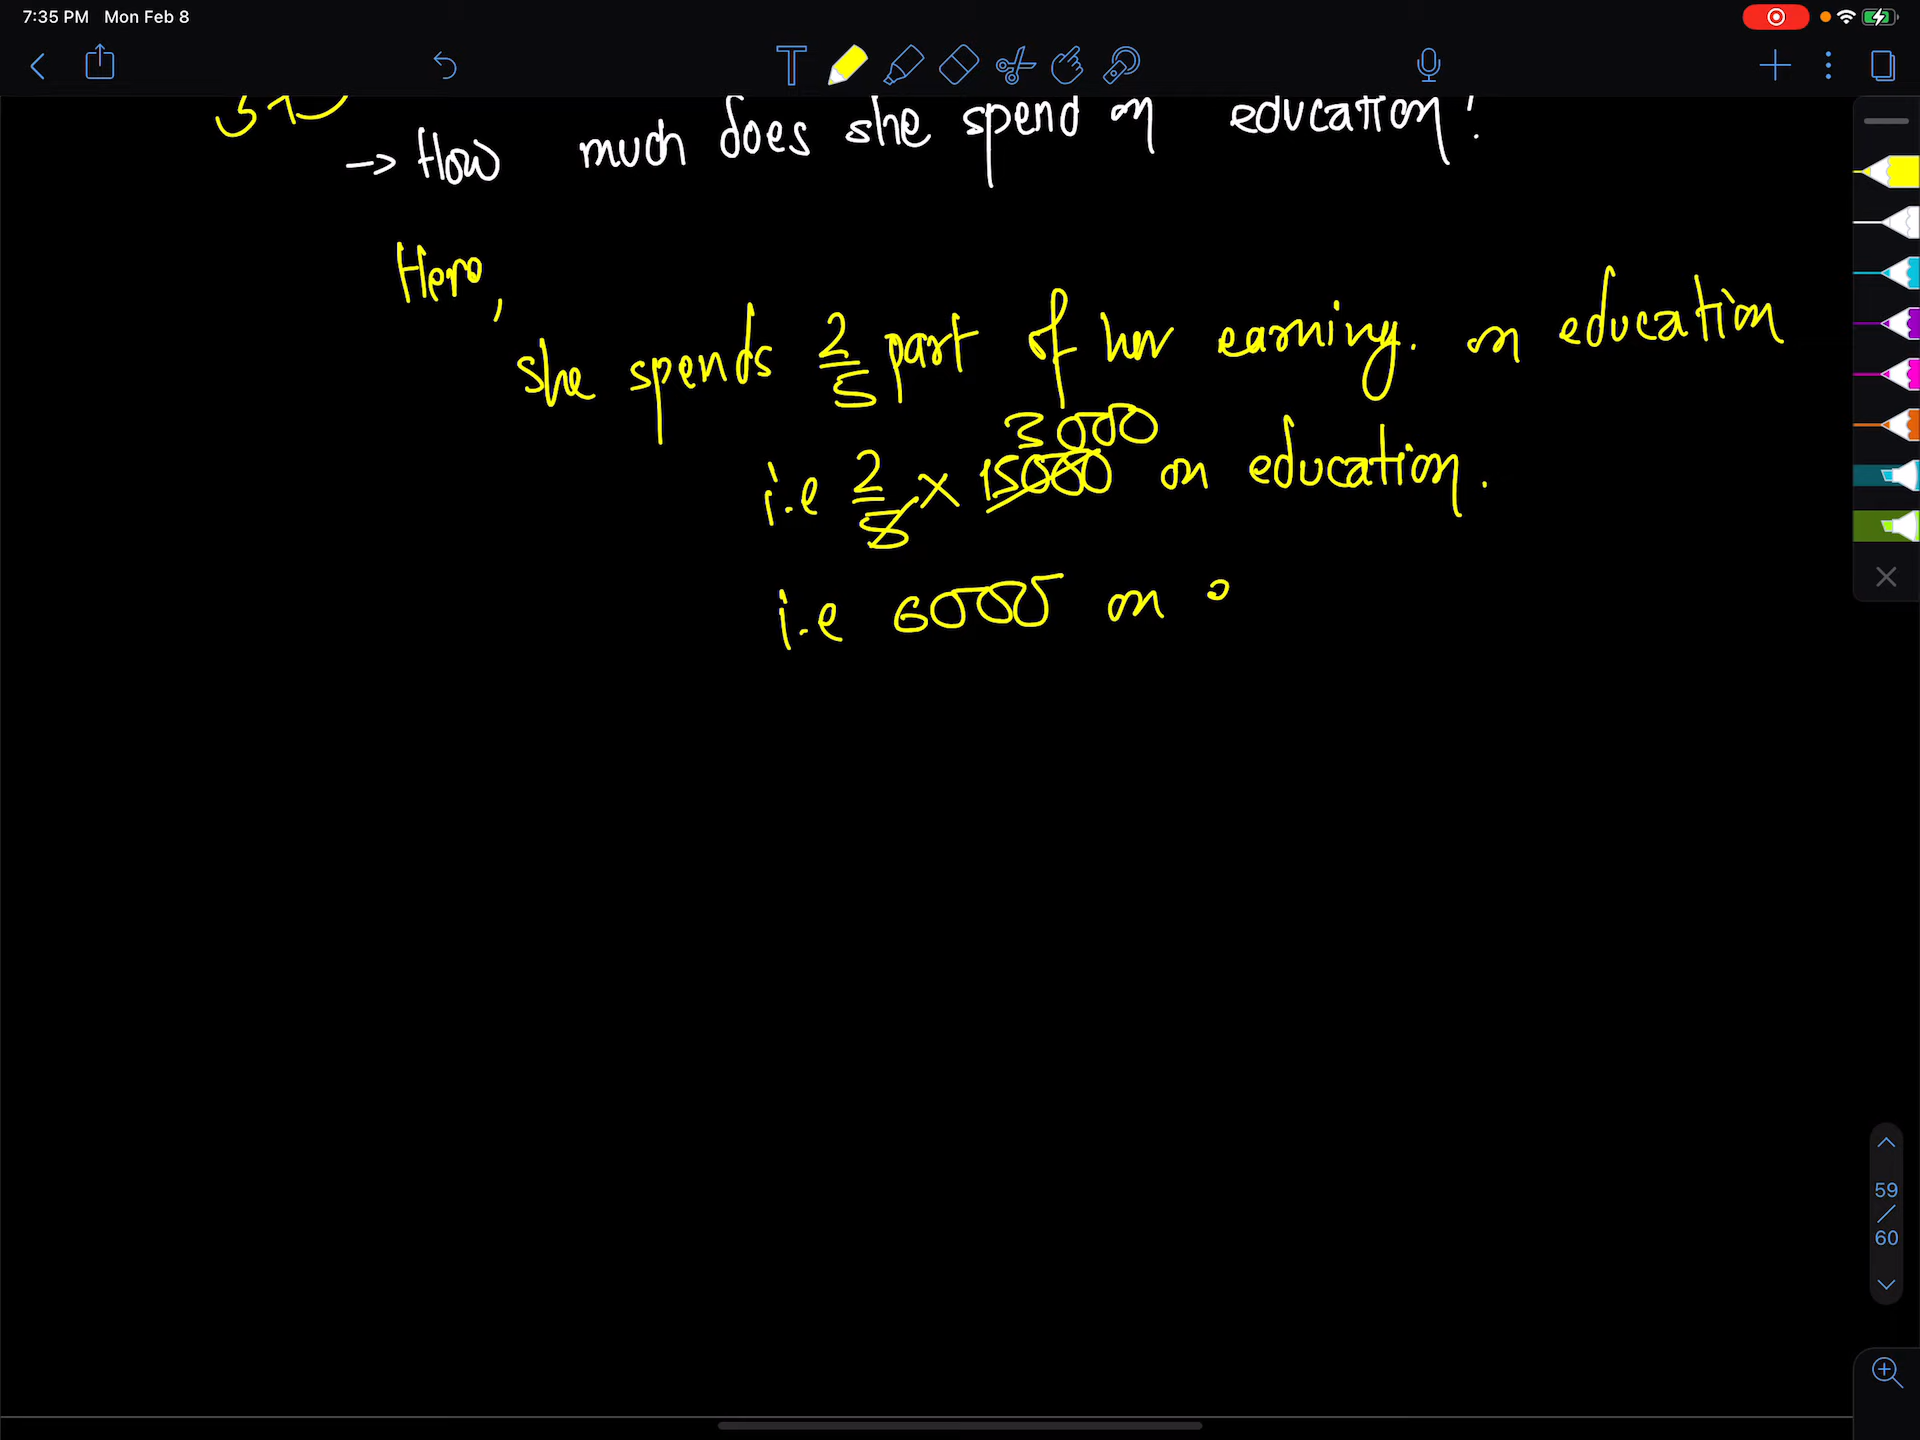 7:35 PM Mon Feb 8
→ How much does she spend on education?
Here,
she spends 2/5 part of her earning. on education
3000
i.e 2/5 × 15000 on education.
i.e 6000 on
59
/
60